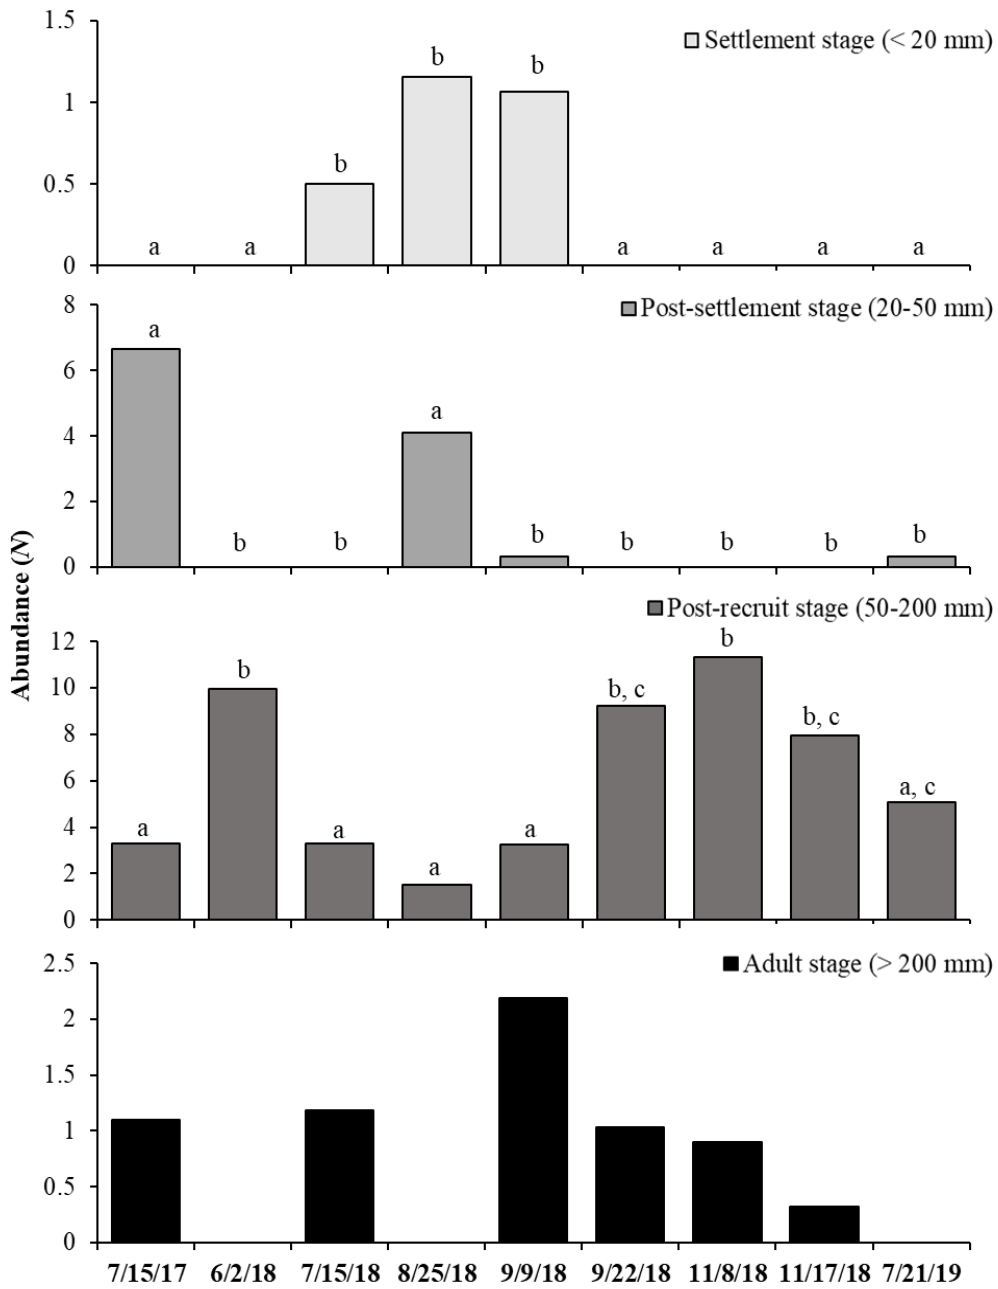 Abundance (N)
1.5
1
0.5
0
Settlement stage (< 20 mm)
a
a
b
b
b
a
a
a
a
8
6
4
2
0
Post-settlement stage (20-50 mm)
a
b
b
a
b
b
b
b
b
12
10
8
6
4
2
0
Post-recruit stage (50-200 mm)
a
b
a
a
a
b, c
b
b, c
a, c
2.5
2
1.5
1
0.5
0
Adult stage (> 200 mm)
7/15/17 6/2/18 7/15/18 8/25/18 9/9/18 9/22/18 11/8/18 11/17/18 7/21/19